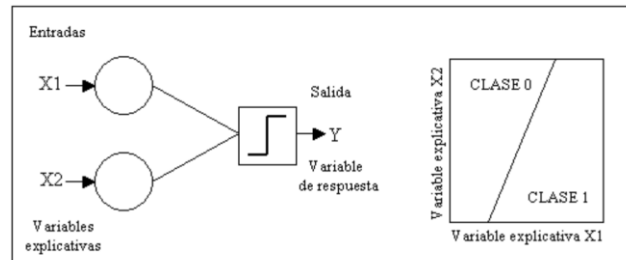 Entradas
X1
X2
Variables
explicativas
Salida
Y
Variable
de respuesta
Variable explicativa X2
CLASE 0
CLASE 1
Variable explicativa X1